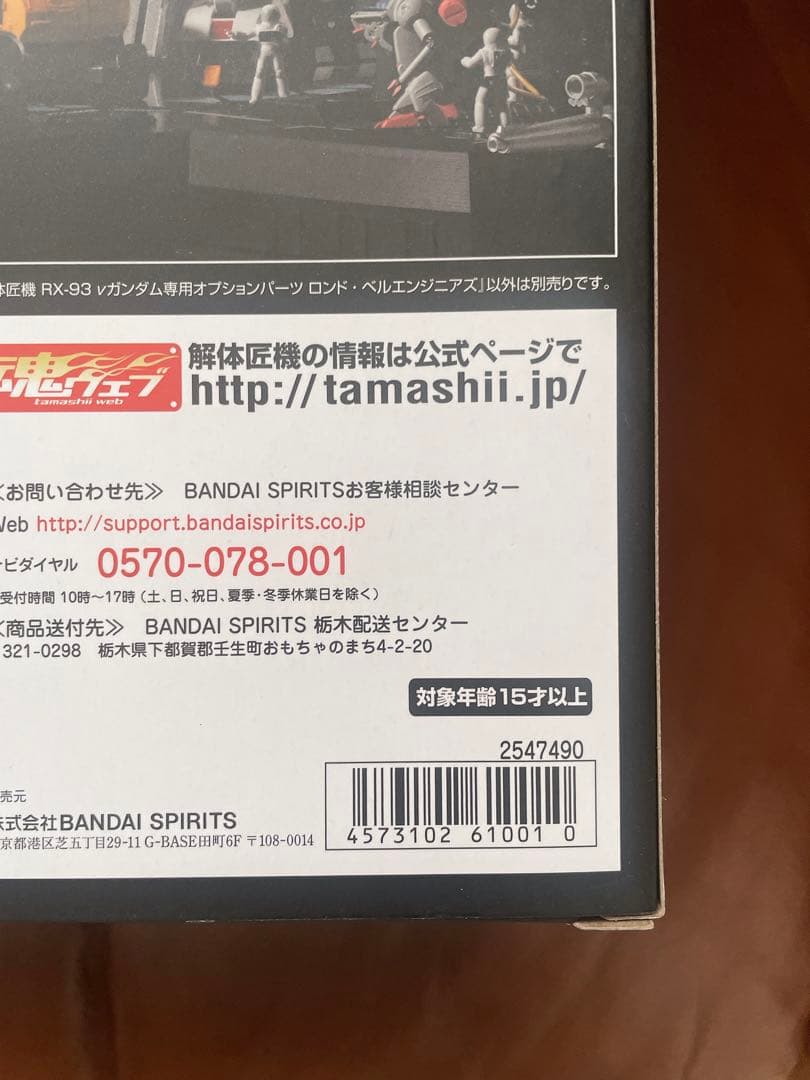 体匠機 RX-93 νガンダム専用オプションパーツ ロンド・ベルエンジニアズ』以外は別売りです。
魂ウェブ
tamashii web
解体匠機の情報は公式ページで
http://tamashii.jp/
≪お問い合わせ先≫ BANDAI SPIRITSお客様相談センター
Web http://support.bandaispirits.co.jp
ビダイヤル 0570-078-001
受付時間 10時〜17時(土、日、祝日、夏季・冬季休業日を除く)
≪商品送付先≫ BANDAI SPIRITS 栃木配送センター
321-0298 栃木県下都賀郡壬生町おもちゃのまち4-2-20
対象年齢15才以上
2547490
4573102 61001 0
売元
株式会社BANDAI SPIRITS
京都港区芝五丁目29-11 G-BASE田町6F 〒108-0014